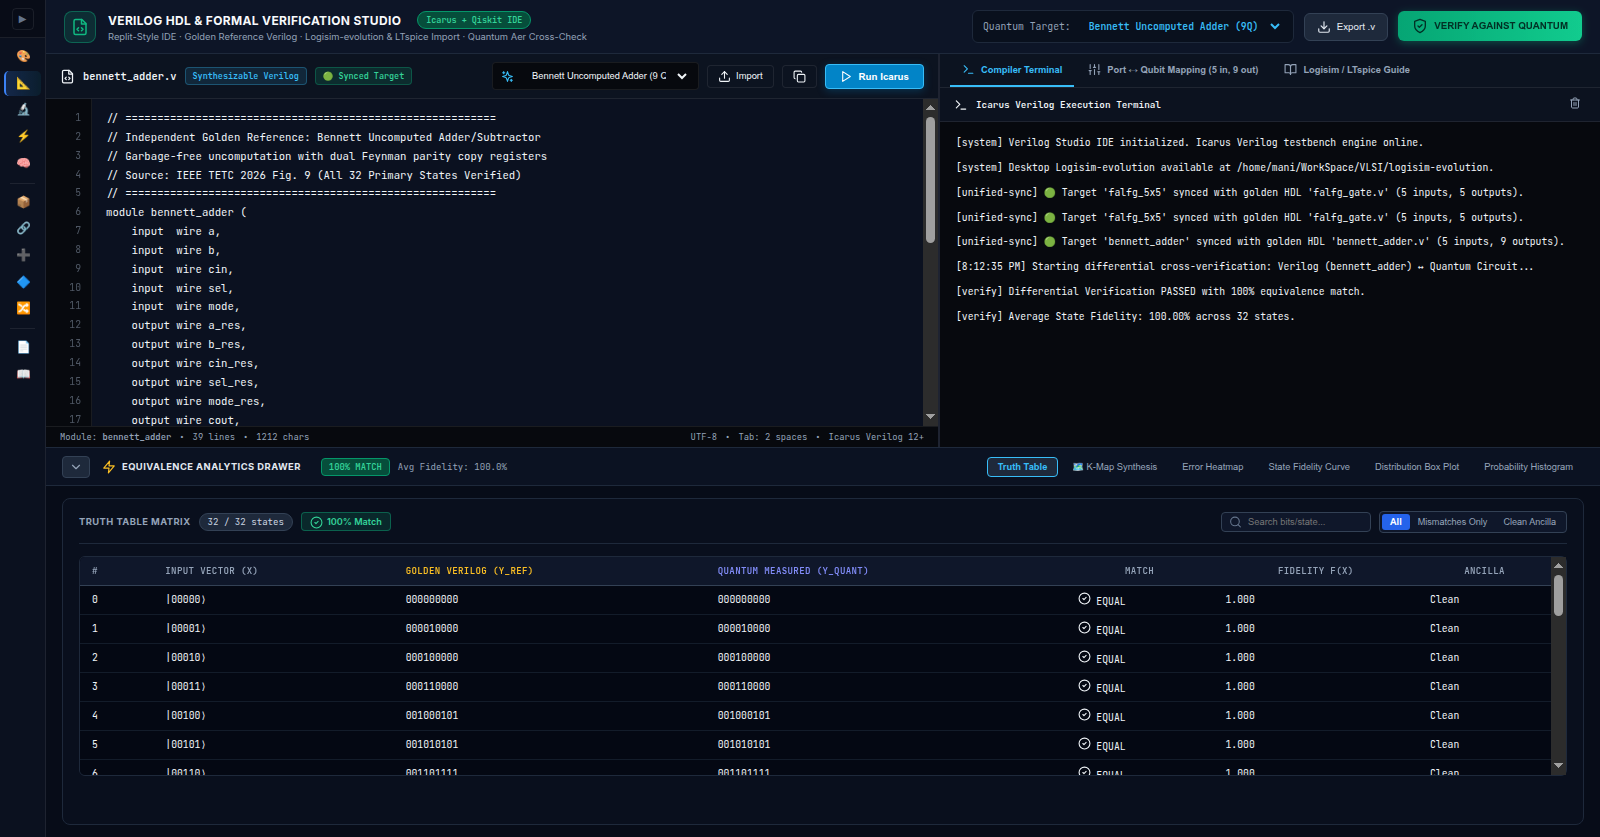 VERILOG HDL & FORMAL VERIFICATION STUDIO
Icarus + Qiskit IDE
Replit-Style IDE · Golden Reference Verilog · Logisim-evolution & LTspice Import · Quantum Aer Cross-Check
Quantum Target: Bennett Uncomputed Adder (9Q)
Export .v
VERIFY AGAINST QUANTUM
bennett_adder.v
Synthesizable Verilog
Synced Target
Bennett Uncomputed Adder (9 Q
Import
Run Icarus
1 // ==========================================================
2 // Independent Golden Reference: Bennett Uncomputed Adder/Subtractor
3 // Garbage-free uncomputation with dual Feynman parity copy registers
4 // Source: IEEE TETC 2026 Fig. 9 (All 32 Primary States Verified)
5 // ==========================================================
6 module bennett_adder (
7 input wire a,
8 input wire b,
9 input wire cin,
10 input wire sel,
11 input wire mode,
12 output wire a_res,
13 output wire b_res,
14 output wire cin_res,
15 output wire sel_res,
16 output wire mode_res,
17 output wire cout,
Module: bennett_adder • 39 lines • 1212 chars
UTF-8 • Tab: 2 spaces • Icarus Verilog 12+
Compiler Terminal
Port ↔ Qubit Mapping (5 in, 9 out)
Logisim / LTspice Guide
Icarus Verilog Execution Terminal
[system] Verilog Studio IDE initialized. Icarus Verilog testbench engine online.
[system] Desktop Logisim-evolution available at /home/mani/WorkSpace/VLSI/logisim-evolution.
[unified-sync] 🟢 Target 'falfg_5x5' synced with golden HDL 'falfg_gate.v' (5 inputs, 5 outputs).
[unified-sync] 🟢 Target 'falfg_5x5' synced with golden HDL 'falfg_gate.v' (5 inputs, 5 outputs).
[unified-sync] 🟢 Target 'bennett_adder' synced with golden HDL 'bennett_adder.v' (5 inputs, 9 outputs).
[8:12:35 PM] Starting differential cross-verification: Verilog (bennett_adder) ↔ Quantum Circuit...
[verify] Differential Verification PASSED with 100% equivalence match.
[verify] Average State Fidelity: 100.00% across 32 states.
EQUIVALENCE ANALYTICS DRAWER
100% MATCH
Avg Fidelity: 100.0%
Truth Table
K-Map Synthesis
Error Heatmap
State Fidelity Curve
Distribution Box Plot
Probability Histogram
TRUTH TABLE MATRIX
32 / 32 states
100% Match
Search bits/state...
All
Mismatches Only
Clean Ancilla
# INPUT VECTOR (X) GOLDEN VERILOG (Y_REF) QUANTUM MEASURED (Y_QUANT) MATCH FIDELITY F(X) ANCILLA
0 |00000⟩ 000000000 000000000 EQUAL 1.000 Clean
1 |00001⟩ 000010000 000010000 EQUAL 1.000 Clean
2 |00010⟩ 000100000 000100000 EQUAL 1.000 Clean
3 |00011⟩ 000110000 000110000 EQUAL 1.000 Clean
4 |00100⟩ 001000101 001000101 EQUAL 1.000 Clean
5 |00101⟩ 001010101 001010101 EQUAL 1.000 Clean
6 |00110⟩ 001101111 001101111 EQUAL 1.000 Clean